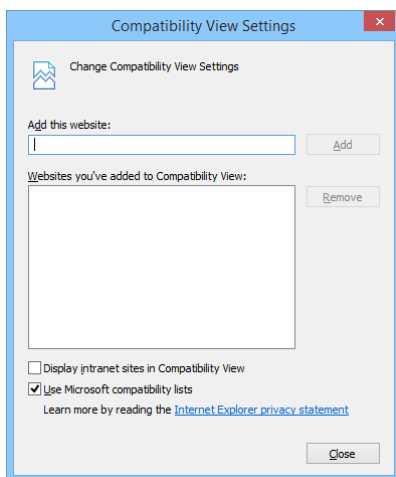 Compatibility View Settings
Change Compatibility View Settings
Add this website:
Add
Websites you've added to Compatibility View:
Remove
Display intranet sites in Compatibility View
Use Microsoft compatibility lists
Learn more by reading the Internet Explorer privacy statement
Close